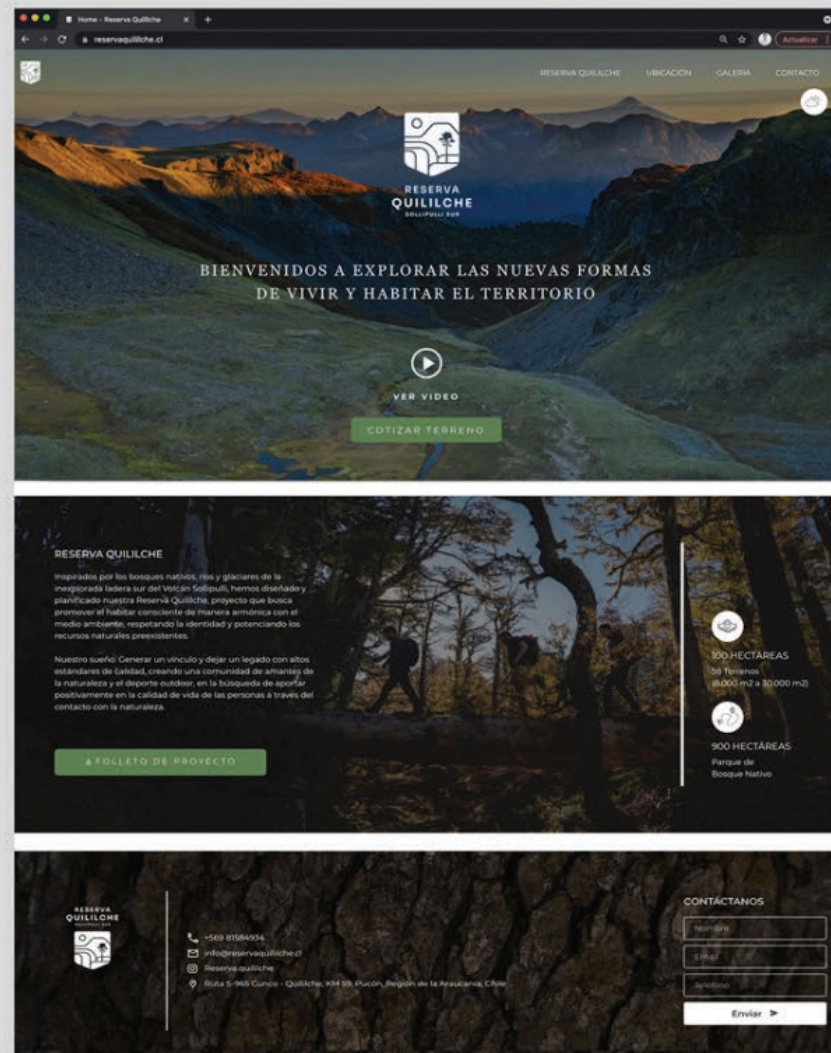 Home - Reserva Quililche
reservaquililche.cl
Actualizar
RESERVA QUILILCHE UBICACIÓN GALERIA CONTACTO
RESERVA
QUILILCHE
SOLLIPULLI SUR
BIENVENIDOS A EXPLORAR LAS NUEVAS FORMAS
DE VIVIR Y HABITAR EL TERRITORIO
VER VIDEO
COTIZAR TERRENO
RESERVA QUILILCHE
Inspirados por los bosques nativos, ríos y glaciares de la
inexplorada ladera sur del Volcán Sollipulli, hemos diseñado y
planificado nuestra Reserva Quililche, proyecto que busca
promover el habitar consciente de manera armónica con el
medio ambiente, respetando la identidad y potenciando los
recursos naturales preexistentes.
Nuestro sueño: Generar un vínculo y dejar un legado con altos
estándares de calidad, creando una comunidad de amantes de
la naturaleza y el deporte outdoor, en la búsqueda de aportar
positivamente en la calidad de vida de las personas á través del
contacto con la naturaleza.
FOLLETO DE PROYECTO
100 HECTÁREAS
58 Terrenos
(8.000 m2 a 30.000 m2)
900 HECTÁREAS
Parque de
Bosque Nativo
RESERVA
QUILILCHE
SOLLIPULLI SUR
+569 81584934
info@reservaquililche.cl
Reserva.quililche
Ruta S-965 Cunco - Quililche, KM 59, Pucón, Región de la Araucanía, Chile
CONTÁCTANOS
Nombre
Email
Teléfono
Enviar